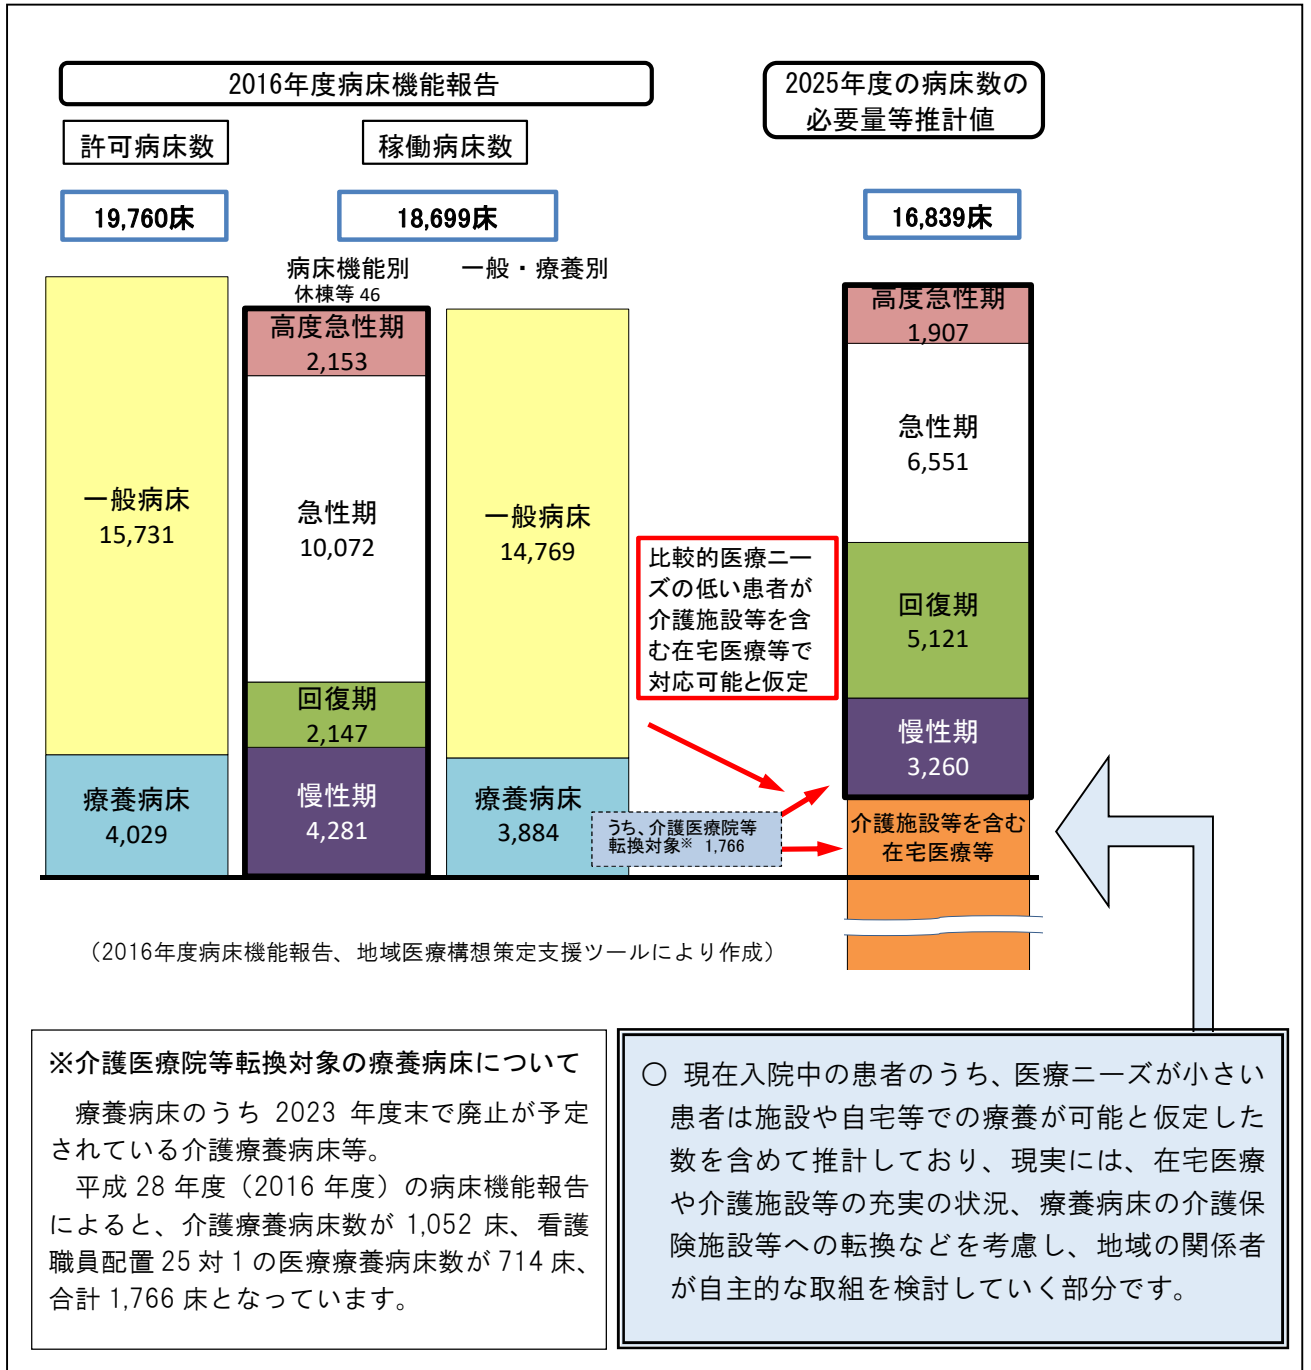 2016年度病床機能報告
2025年度の病床数の
必要量等推計値
許可病床数
稼働病床数
19,760床
18,699床
16,839床
病床機能別
休棟等 46
一般・療養別
一般病床
15,731
療養病床
4,029
高度急性期
2,153
急性期
10,072
回復期
2,147
慢性期
4,281
一般病床
14,769
療養病床
3,884
比較的医療ニー
ズの低い患者が
介護施設等を含
む在宅医療等で
対応可能と仮定
うち、介護医療院等
転換対象※ 1,766
高度急性期
1,907
急性期
6,551
回復期
5,121
慢性期
3,260
介護施設等を含む
在宅医療等
（2016年度病床機能報告、地域医療構想策定支援ツールにより作成）
※介護医療院等転換対象の療養病床について
療養病床のうち 2023 年度末で廃止が予定
されている介護療養病床等。
平成 28 年度（2016 年度）の病床機能報告
によると、介護療養病床数が 1,052 床、看護
職員配置 25 対 1 の医療療養病床数が 714 床、
合計 1,766 床となっています。
○ 現在入院中の患者のうち、医療ニーズが小さい
患者は施設や自宅等での療養が可能と仮定した
数を含めて推計しており、現実には、在宅医療
や介護施設等の充実の状況、療養病床の介護保
険施設等への転換などを考慮し、地域の関係者
が自主的な取組を検討していく部分です。